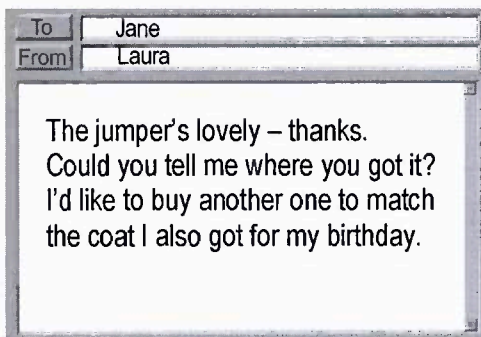 To Jane
From Laura
The jumper's lovely – thanks.
Could you tell me where you got it?
I'd like to buy another one to match
the coat I also got for my birthday.